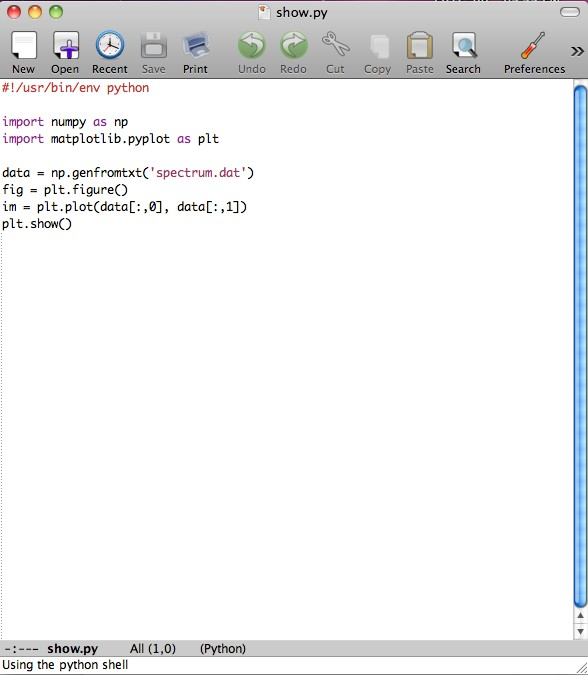 show.py
New Open Recent Save Print Undo Redo Cut Copy Paste Search Preferences »
#!/usr/bin/env python
import numpy as np
import matplotlib.pyplot as plt
data = np.genfromtxt('spectrum.dat')
fig = plt.figure()
im = plt.plot(data[:,0], data[:,1])
plt.show()
-:--- show.py All (1,0) (Python)
Using the python shell